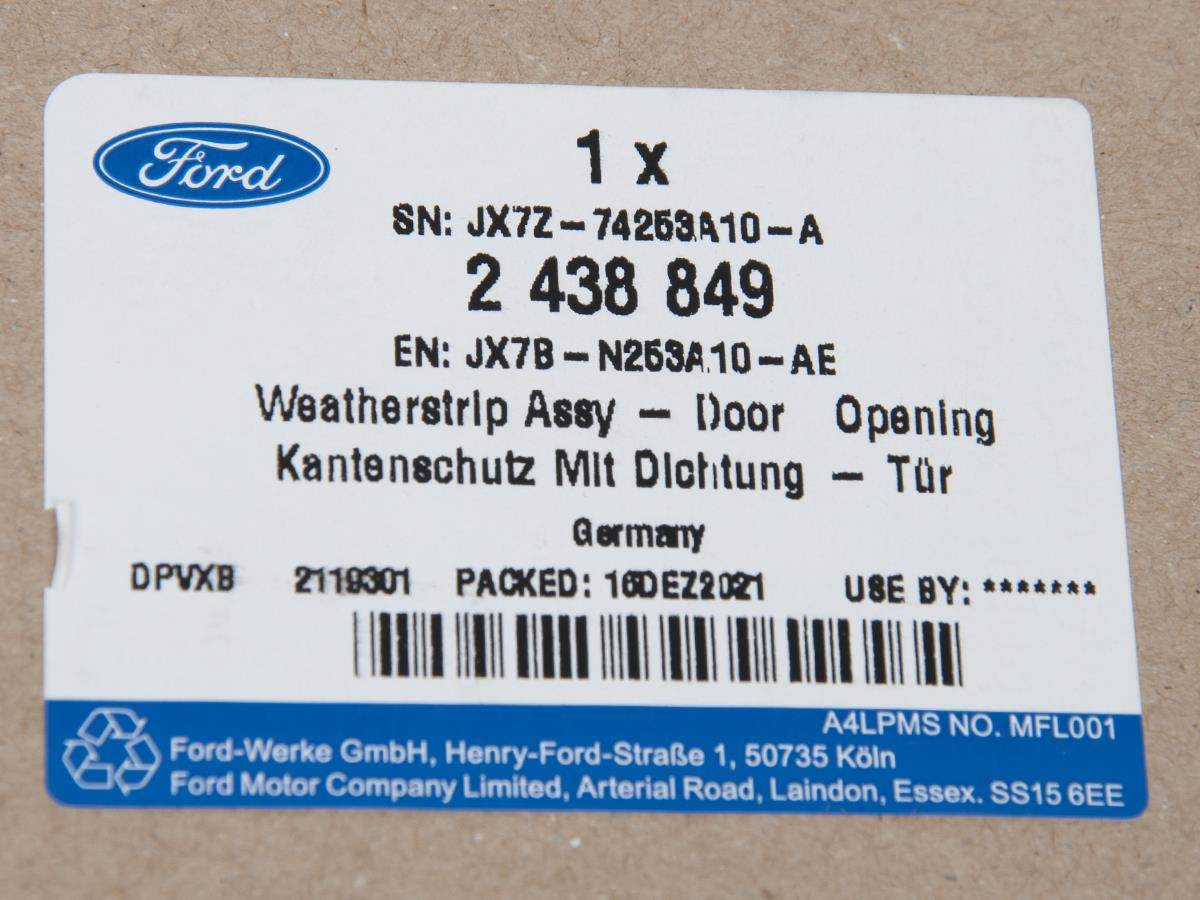 Ford
1 x
SN: JX7Z-74253A10-A
2 438 849
EN: JX7B-N253A10-AE
Weatherstrip Assy - Door Opening
Kantenschutz Mit Dichtung - Tür
Germany
DPVXB 2119301 PACKED: 16DEZ2021 USE BY: *******
A4LPMS NO. MFL001
Ford-Werke GmbH, Henry-Ford-Straße 1, 50735 Köln
Ford Motor Company Limited, Arterial Road, Laindon, Essex. SS15 6EE